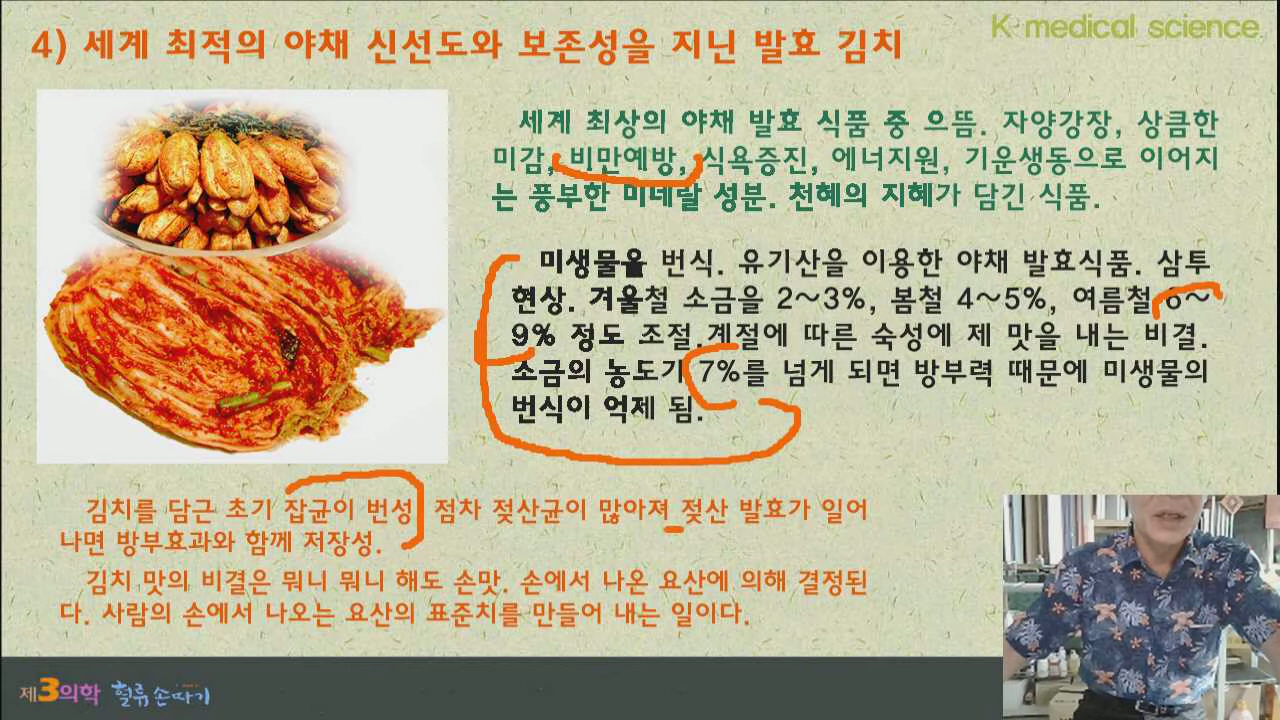 K medical science
4) 세계 최적의 야채 신선도와 보존성을 지닌 발효 김치
세계 최상의 야채 발효 식품 중 으뜸. 자양강장, 상큼한
미감, 비만예방, 식욕증진, 에너지원, 기운생동으로 이어지
는 풍부한 미네랄 성분. 천혜의 지혜가 담긴 식품.
미생물을 번식. 유기산을 이용한 야채 발효식품. 삼투
현상. 겨울철 소금을 2~3%, 봄철 4~5%, 여름철 6~
9% 정도 조절.계절에 따른 숙성에 제 맛을 내는 비결.
소금의 농도가 7%를 넘게 되면 방부력 때문에 미생물의
번식이 억제 됨.
김치를 담근 초기 잡균이 번성 점차 젖산균이 많아져 젖산 발효가 일어
나면 방부효과와 함께 저장성.
김치 맛의 비결은 뭐니 뭐니 해도 손맛. 손에서 나온 요산에 의해 결정된
다. 사람의 손에서 나오는 요산의 표준치를 만들어 내는 일이다.
제3의학 혈류 손따기